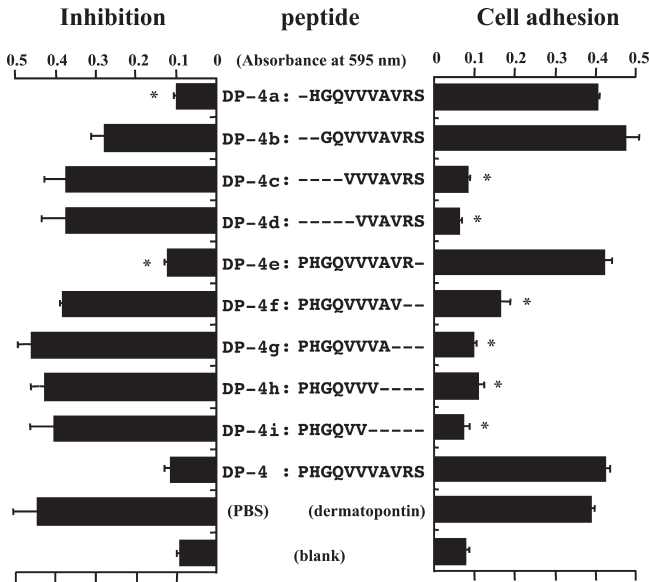 Inhibition peptide Cell adhesion
(Absorbance at 595 nm)
0.5 0.4 0.3 0.2 0.1 0 0 0.1 0.2 0.3 0.4 0.5
* DP-4a: -HGQVVVAVRS
DP-4b: --GQVVVAVRS
DP-4c: ----VVVAVRS *
DP-4d: -----VVAVRS *
* DP-4e: PHGQVVVAVR-
DP-4f: PHGQVVVAV-- *
DP-4g: PHGQVVVA--- *
DP-4h: PHGQVVV---- *
DP-4i: PHGQVV----- *
DP-4 : PHGQVVVAVRS
(PBS) (dermatopontin)
(blank)